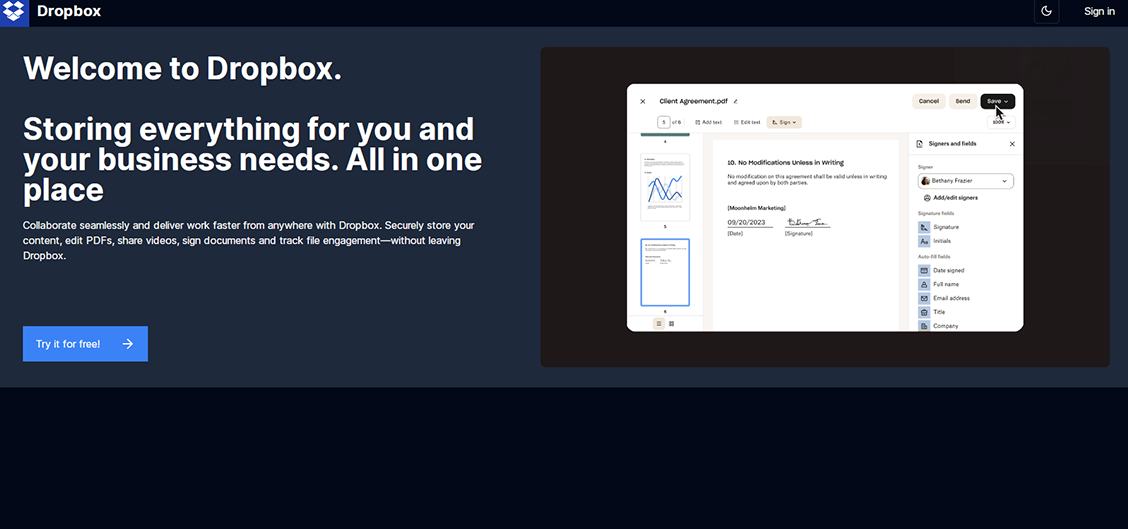 Dropbox
Sign in
Welcome to Dropbox.
Storing everything for you and
your business needs. All in one
place
Collaborate seamlessly and deliver work faster from anywhere with Dropbox. Securely store your
content, edit PDFs, share videos, sign documents and track file engagement—without leaving
Dropbox.
Try it for free!
Client Agreement.pdf
Cancel
Send
Save
5 of 6
Add text
Edit text
Sign
100%
4
5
6
10. No Modifications Unless in Writing
No modification on this agreement shall be valid unless in writing
and agreed upon by both parties.
[Moonhelm Marketing]
09/20/2023
[Date]
[Signature]
Signers and fields
Signer
Bethany Frazier
Add/edit signers
Signature fields
Signature
Initials
Auto-fill fields
Date signed
Full name
Email address
Title
Company